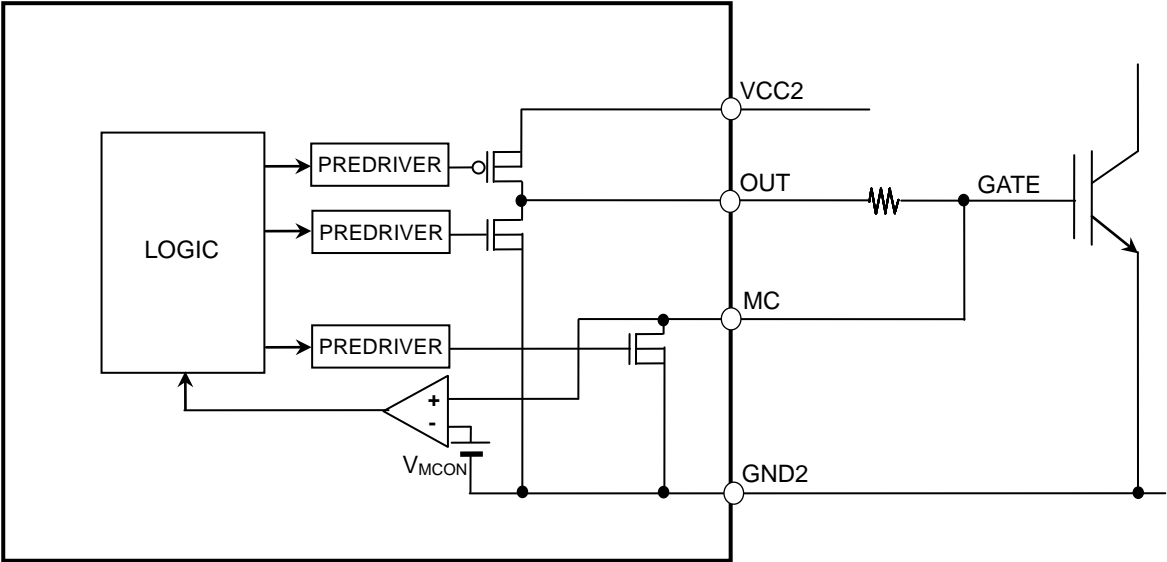 VCC2
PREDRIVER
OUT
GATE
PREDRIVER
LOGIC
MC
PREDRIVER
+
-
VMCON
GND2